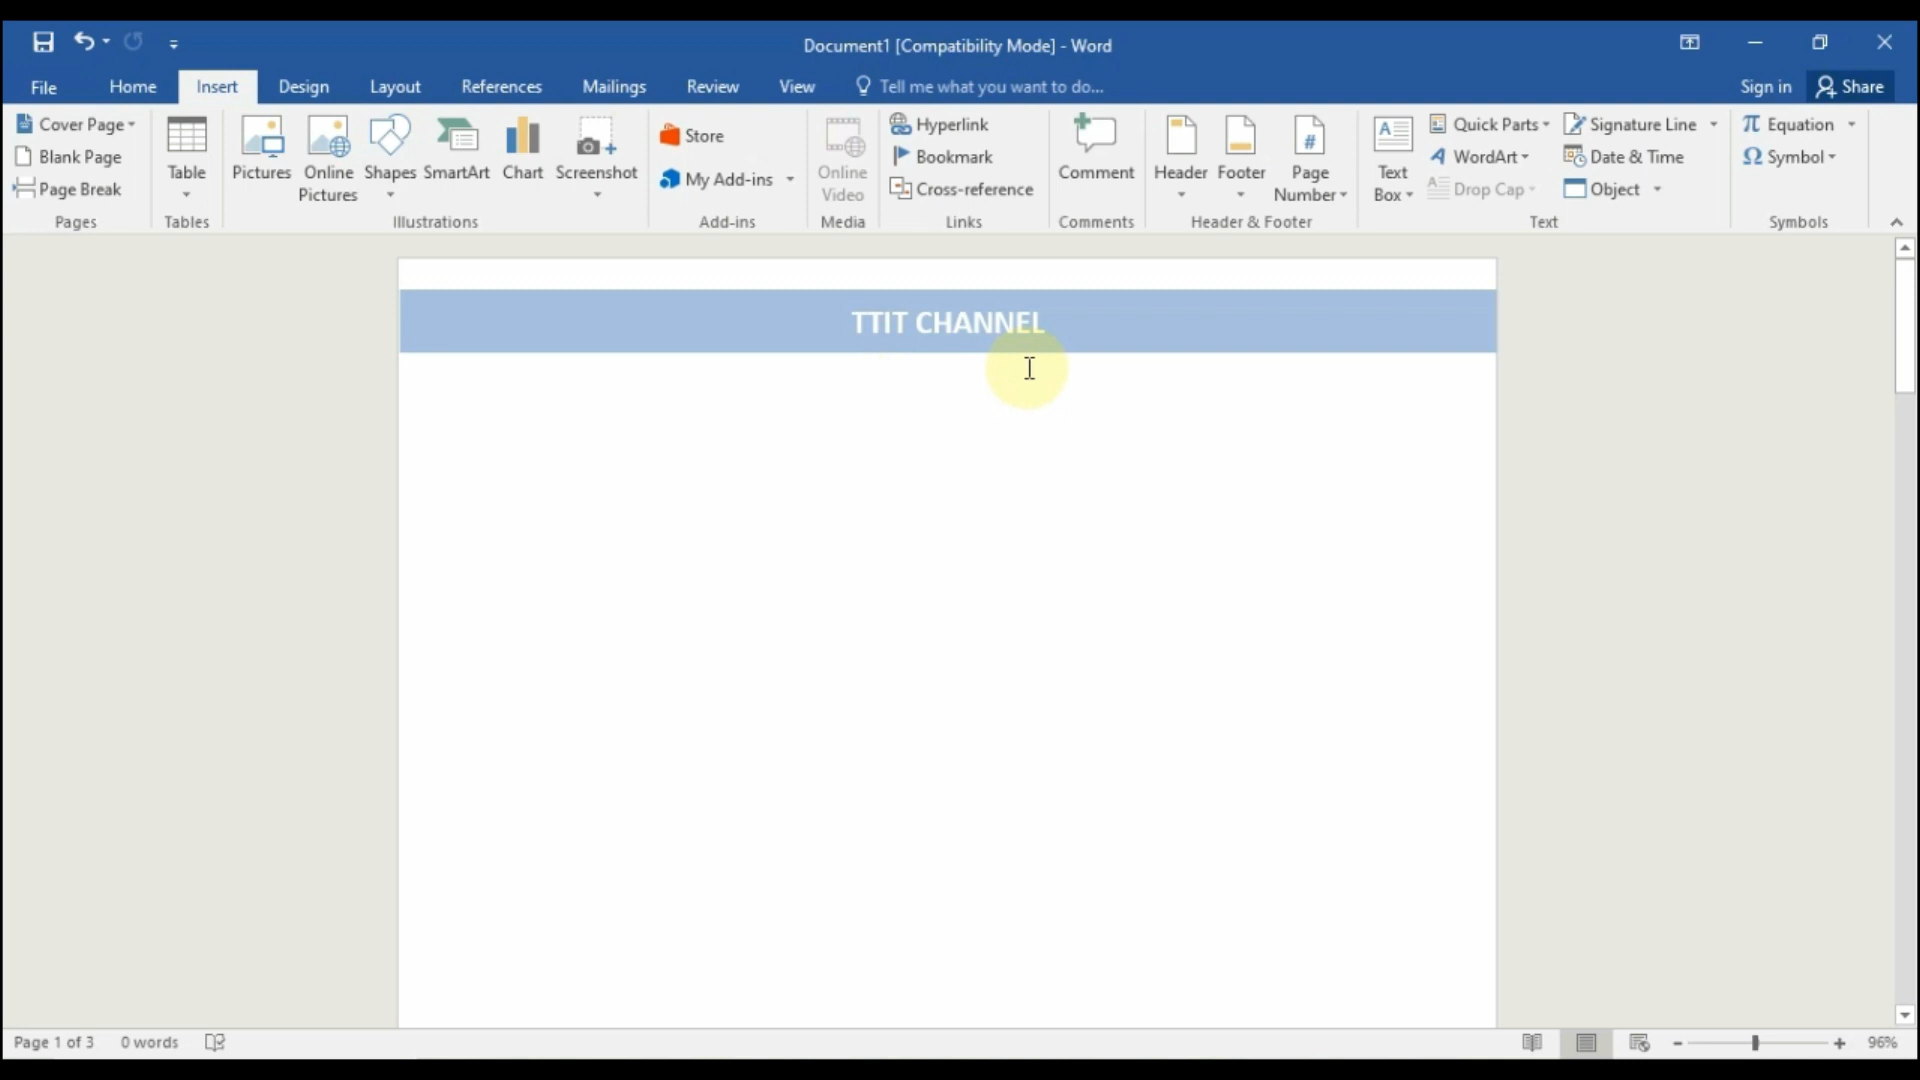 Document1 [Compatibility Mode] - Word
File Home Insert Design Layout References Mailings Review View Tell me what you want to do... Sign in Share
Cover Page
Blank Page
Page Break
Pages
Table
Tables
Pictures
Online
Pictures
Shapes
SmartArt
Chart
Screenshot
Illustrations
Store
My Add-ins
Add-ins
Online
Video
Media
Hyperlink
Bookmark
Cross-reference
Links
Comment
Comments
Header
Footer
Page
Number
Header & Footer
Text
Box
Quick Parts
WordArt
Drop Cap
Signature Line
Date & Time
Object
Text
Equation
Symbol
Symbols
TTIT CHANNEL
Page 1 of 3 0 words 96%